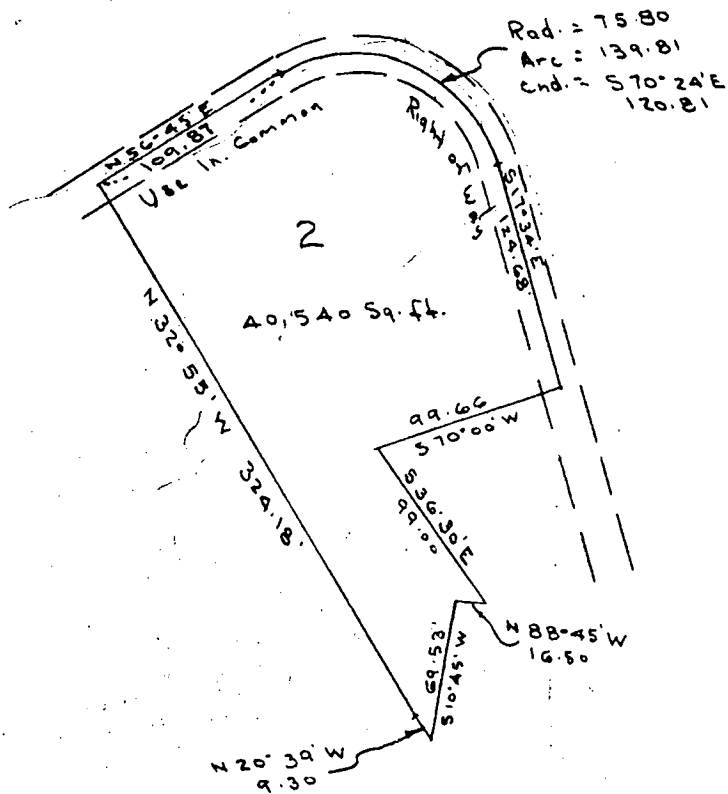 Rad. = 75.80
Arc = 139.81
Chd. = S 70° 24' E
120.81
N 56° 45' E
109.87
Use In Common
Right of Way
S 17° 34' E
124.68'
2
40,540 Sq. ft.
N 32° 55' W 324.18'
99.66
S 70° 00' W
S 36° 30' E
99.00
N 88° 45' W
16.50
69.53'
S 10° 45' W
N 20° 39' W
9.30